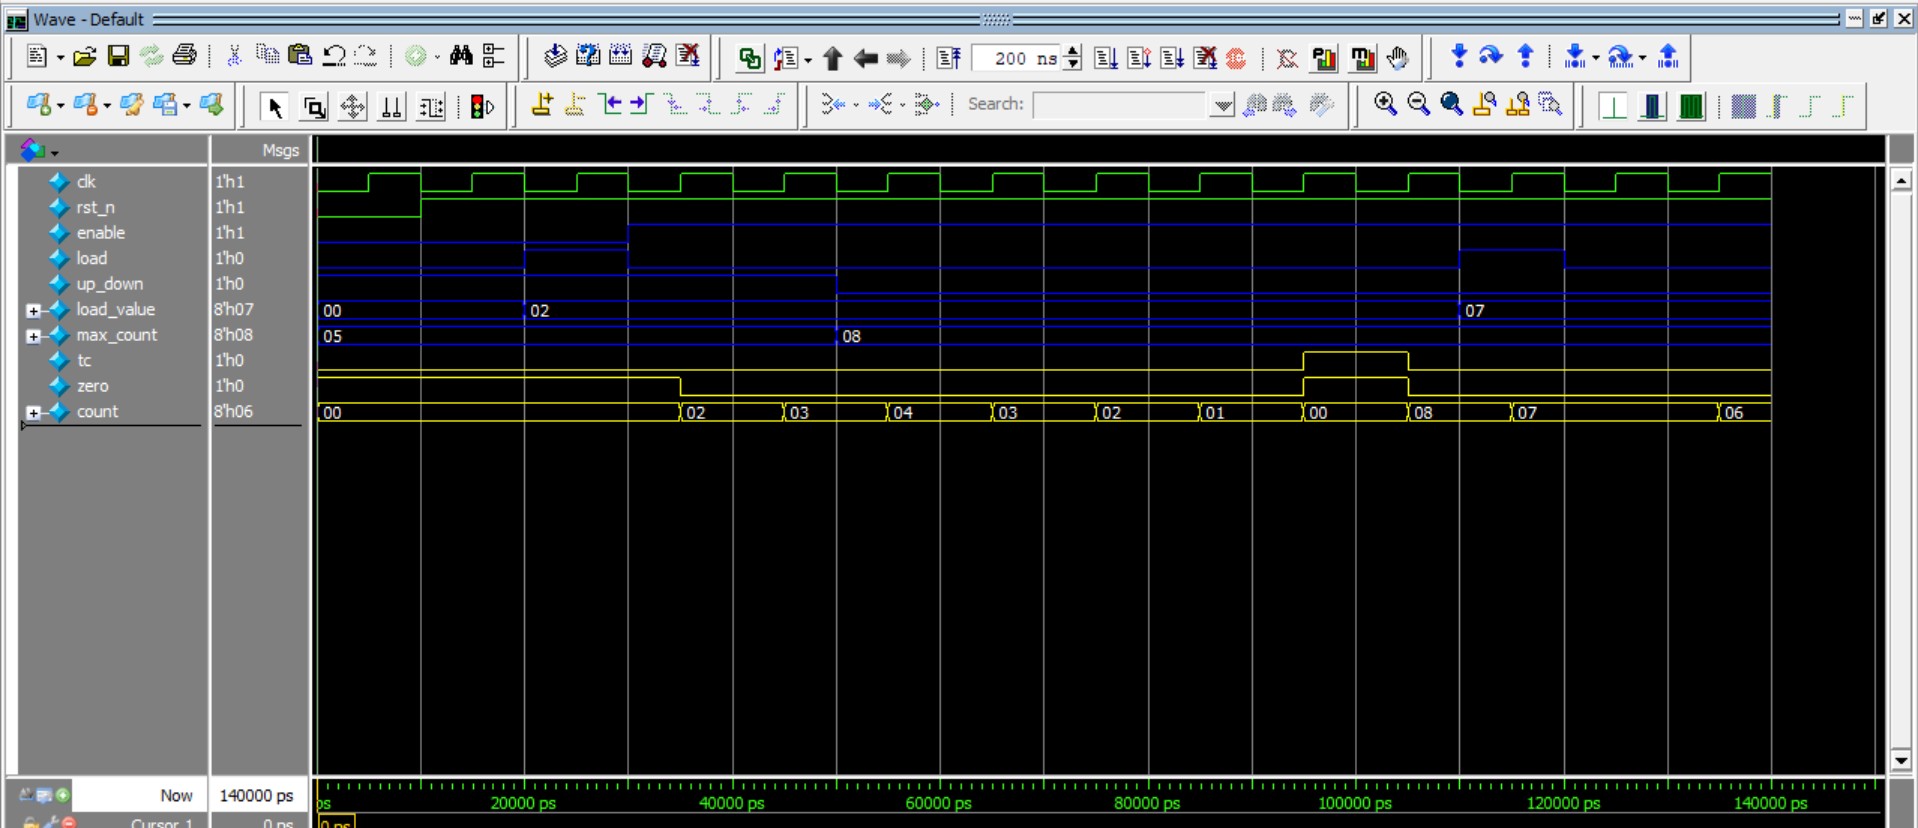 Wave - Default
200 ns
Search:
Msgs
clk 1'h1
rst_n 1'h1
enable 1'h1
load 1'h0
up_down 1'h0
load_value 8'h07 00 02 07
max_count 8'h08 05 08
tc 1'h0
zero 1'h0
count 8'h06 00 02 03 04 03 02 01 00 08 07 06
Now 140000 ps ps 20000 ps 40000 ps 60000 ps 80000 ps 100000 ps 120000 ps 140000 ps
Cursor 1 0 ps 0 ps